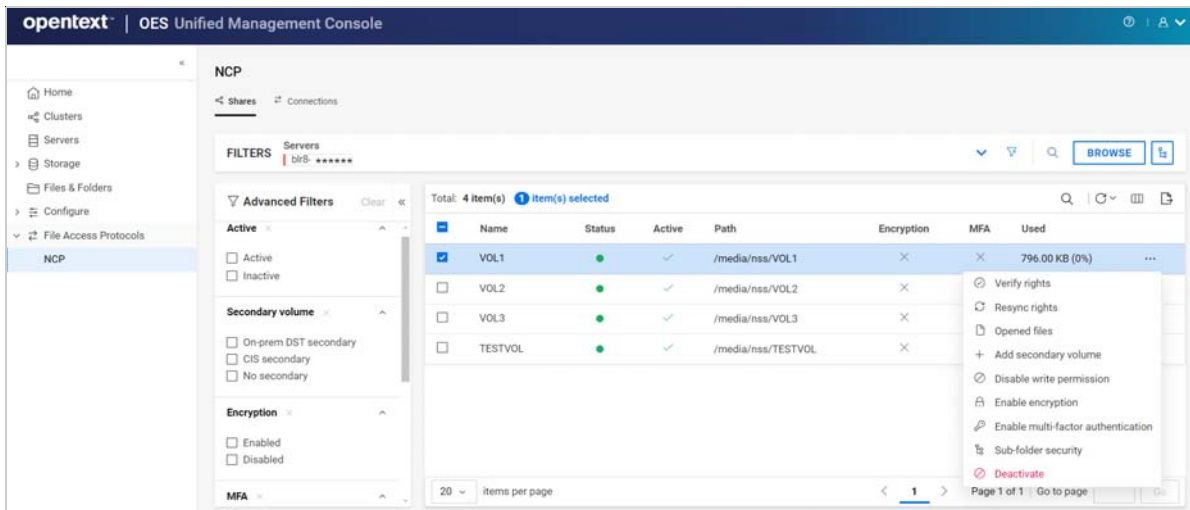 opentext™ | OES Unified Management Console
Home
Clusters
Servers
Storage
Files & Folders
Configure
File Access Protocols
NCP
NCP
Shares Connections
FILTERS Servers
blr8- ******
BROWSE
Advanced Filters Clear
Active
Active
Inactive
Secondary volume
On-prem DST secondary
CIS secondary
No secondary
Encryption
Enabled
Disabled
MFA
Total: 4 item(s) 1 item(s) selected
Name Status Active Path Encryption MFA Used
VOL1 /media/nss/VOL1 796.00 KB (0%) ...
VOL2 /media/nss/VOL2
VOL3 /media/nss/VOL3
TESTVOL /media/nss/TESTVOL
Verify rights
Resync rights
Opened files
Add secondary volume
Disable write permission
Enable encryption
Enable multi-factor authentication
Sub-folder security
Deactivate
20 items per page
1 Page 1 of 1 Go to page Go